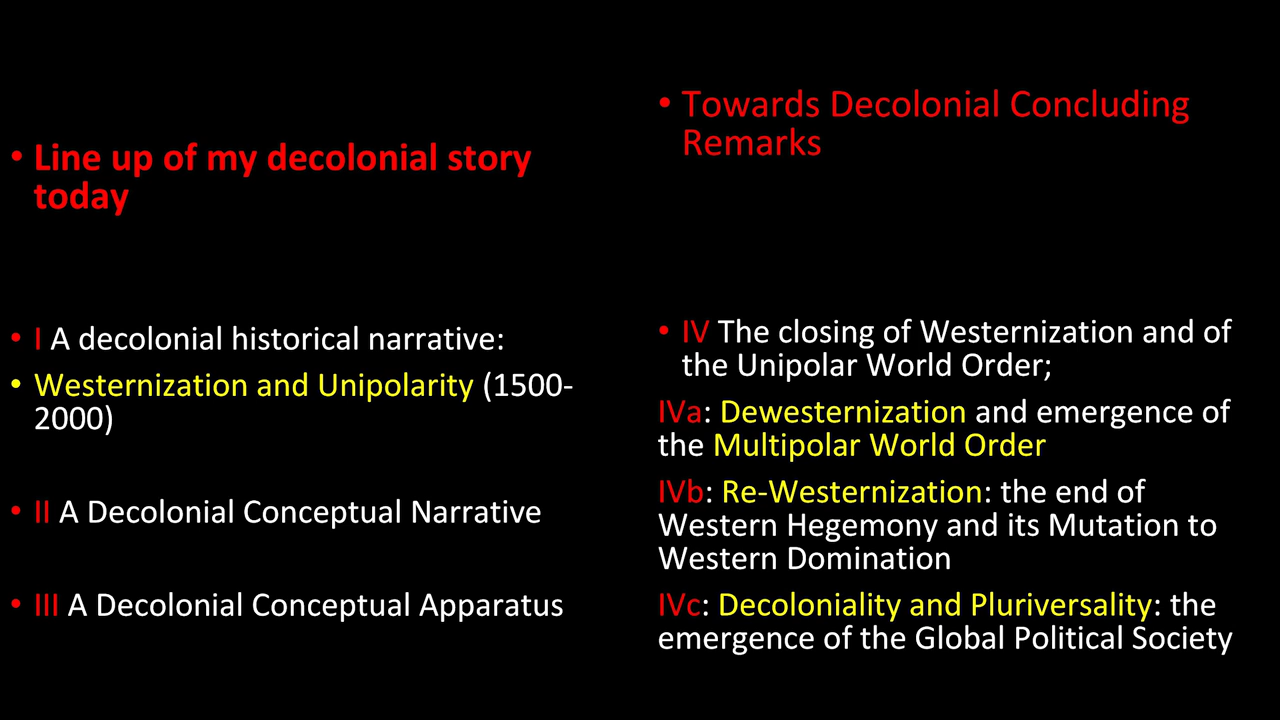 • Line up of my decolonial story
today
• I A decolonial historical narrative:
• Westernization and Unipolarity (1500-
2000)
• II A Decolonial Conceptual Narrative
• III A Decolonial Conceptual Apparatus
• Towards Decolonial Concluding
Remarks
• IV The closing of Westernization and of
the Unipolar World Order;
IVa: Dewesternization and emergence of
the Multipolar World Order
IVb: Re-Westernization: the end of
Western Hegemony and its Mutation to
Western Domination
IVc: Decoloniality and Pluriversality: the
emergence of the Global Political Society